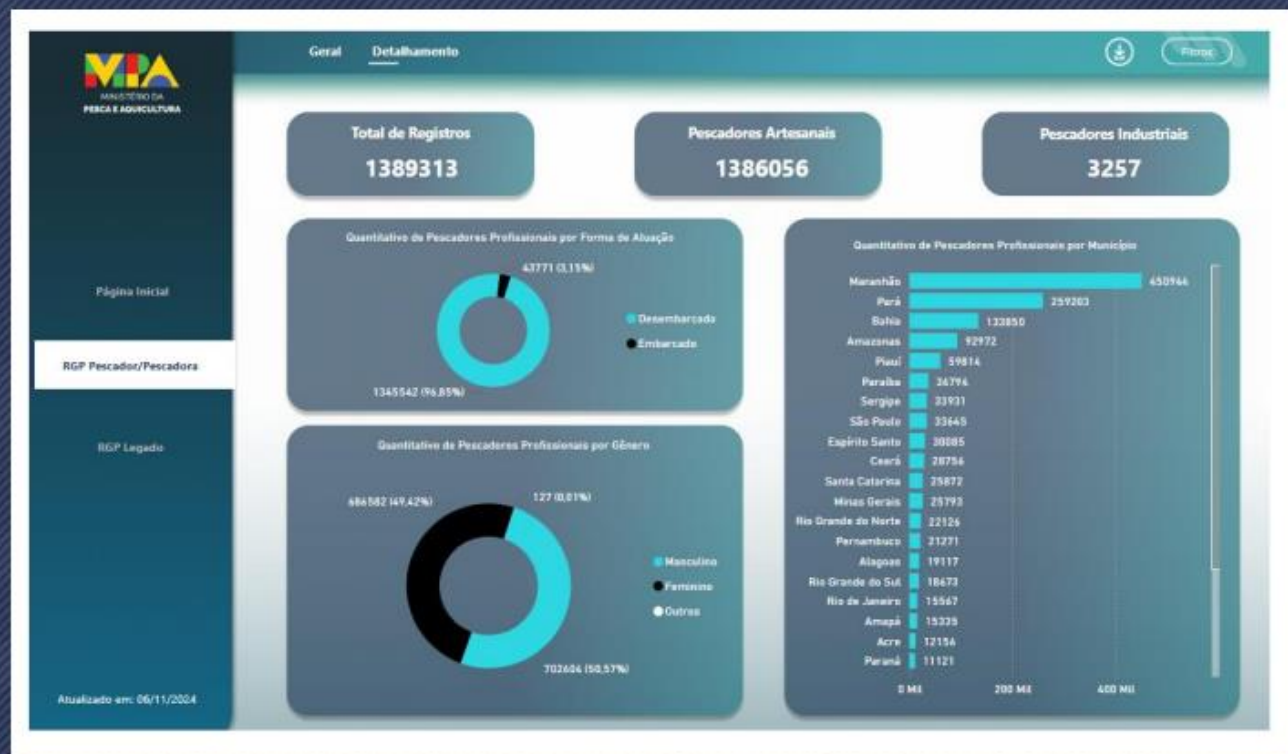 MPA
MINISTÉRIO DA
PESCA E AQUICULTURA
Geral
Detalhamento
Filtros
Total de Registros
1389313
Pescadores Artesanais
1386056
Pescadores Industriais
3257
Página Inicial
RGP Pescador/Pescadora
RGP Legado
Atualizado em: 06/11/2024
Quantitativo de Pescadores Profissionais por Forma de Atuação
43771 (3,15%)
Desembarcada
Embarcado
1345542 (96,85%)
Quantitativo de Pescadores Profissionais por Gênero
686582 (49,42%)
127 (0,01%)
Masculino
Feminino
Outros
702604 (50,57%)
Quantitativo de Pescadores Profissionais por Município
Maranhão 450944
Pará 259203
Bahia 133850
Amazonas 92972
Piauí 59814
Paraíba 36794
Sergipe 33931
São Paulo 33645
Espírito Santo 30085
Ceará 28756
Santa Catarina 25872
Minas Gerais 25793
Rio Grande do Norte 22126
Pernambuco 21271
Alagoas 19117
Rio Grande do Sul 18673
Rio de Janeiro 15567
Amapá 15325
Acre 12154
Paraná 11121
0 Mil 200 Mil 400 Mil